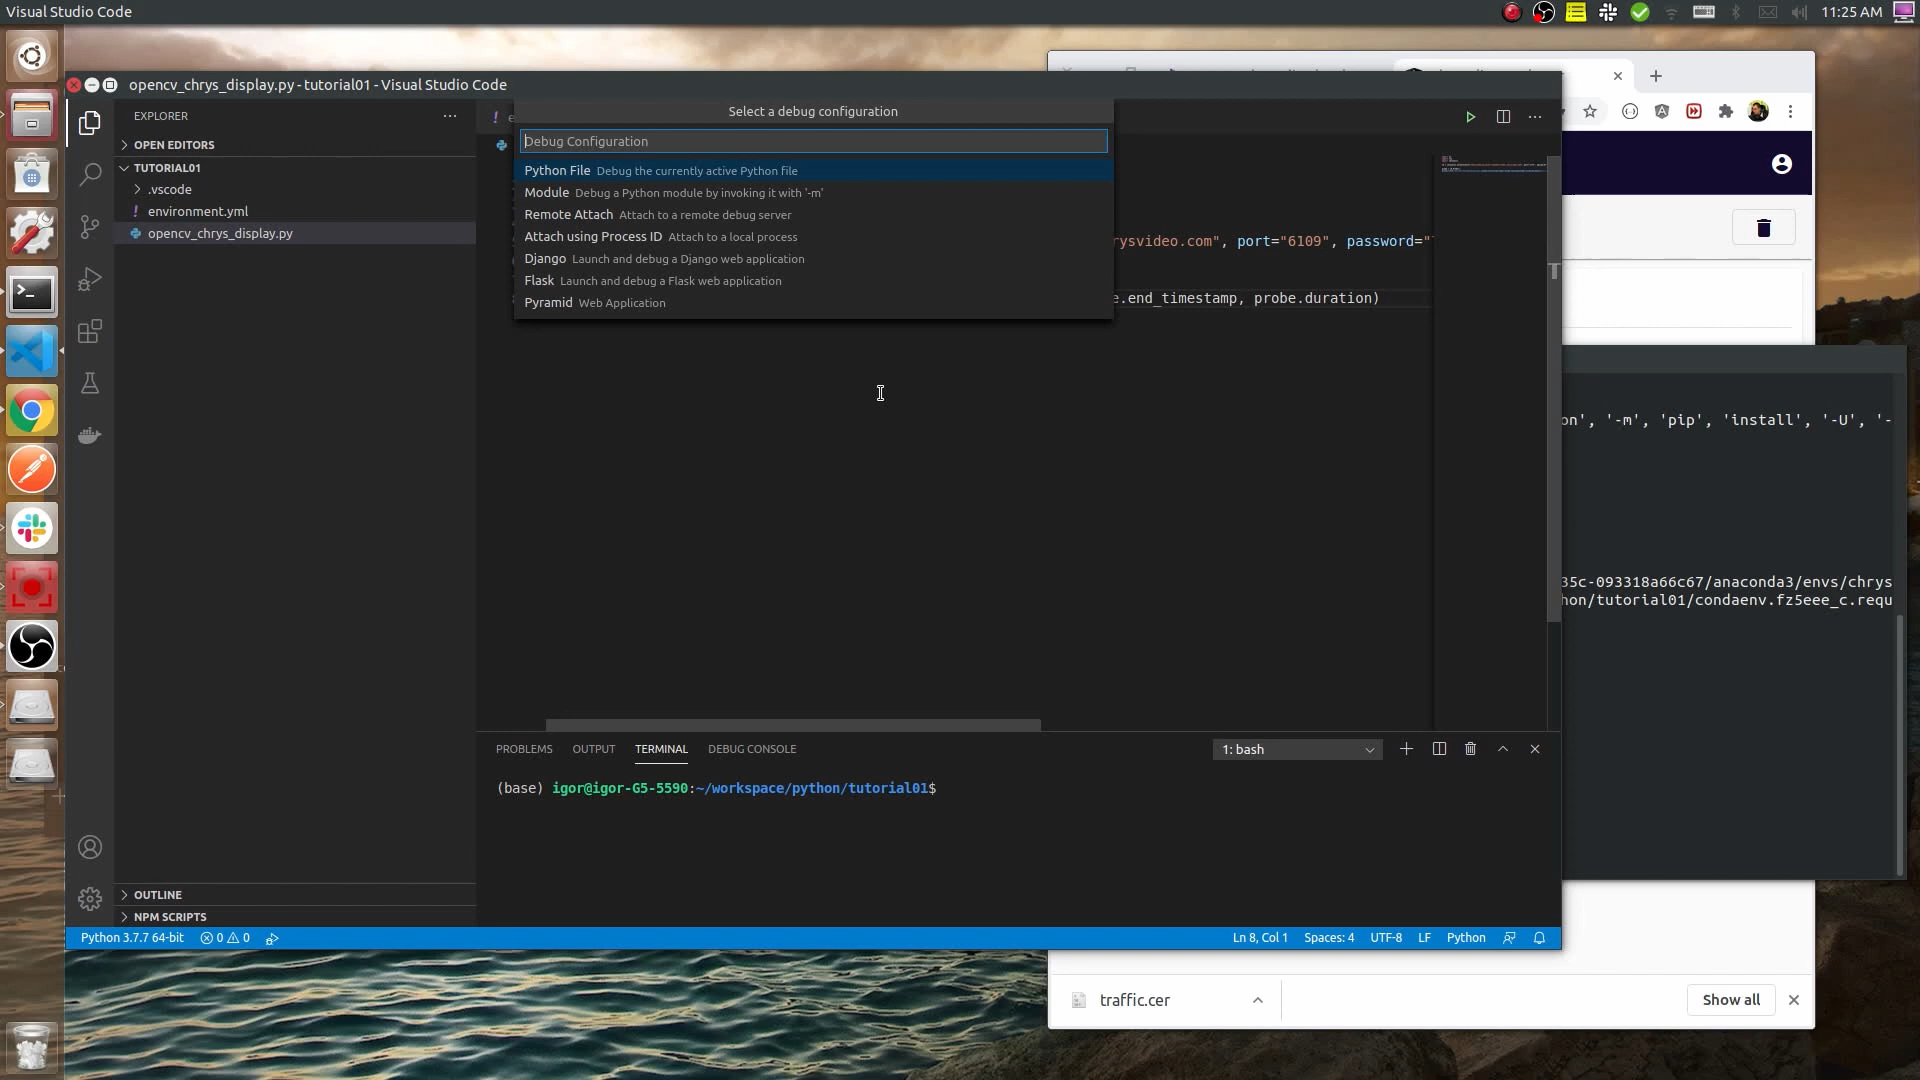 Visual Studio Code
11:25 AM
opencv_chrys_display.py - tutorial01 - Visual Studio Code
EXPLORER
OPEN EDITORS
TUTORIAL01
.vscode
! environment.yml
opencv_chrys_display.py
OUTLINE
NPM SCRIPTS
Select a debug configuration
Debug Configuration
Python File Debug the currently active Python file
Module Debug a Python module by invoking it with '-m'
Remote Attach Attach to a remote debug server
Attach using Process ID Attach to a local process
Django Launch and debug a Django web application
Flask Launch and debug a Flask web application
Pyramid Web Application
rysvideo.com", port="6109", password="
.end_timestamp, probe.duration)
PROBLEMS
OUTPUT
TERMINAL
DEBUG CONSOLE
1: bash
(base) igor@igor-G5-5590:~/workspace/python/tutorial01$
Python 3.7.7 64-bit
0
0
Ln 8, Col 1
Spaces: 4
UTF-8
LF
Python
on', '-m', 'pip', 'install', '-U', '-
35c-093318a66c67/anaconda3/envs/chrys
hon/tutorial01/condaenv.fz5eee_c.requ
traffic.cer
Show all